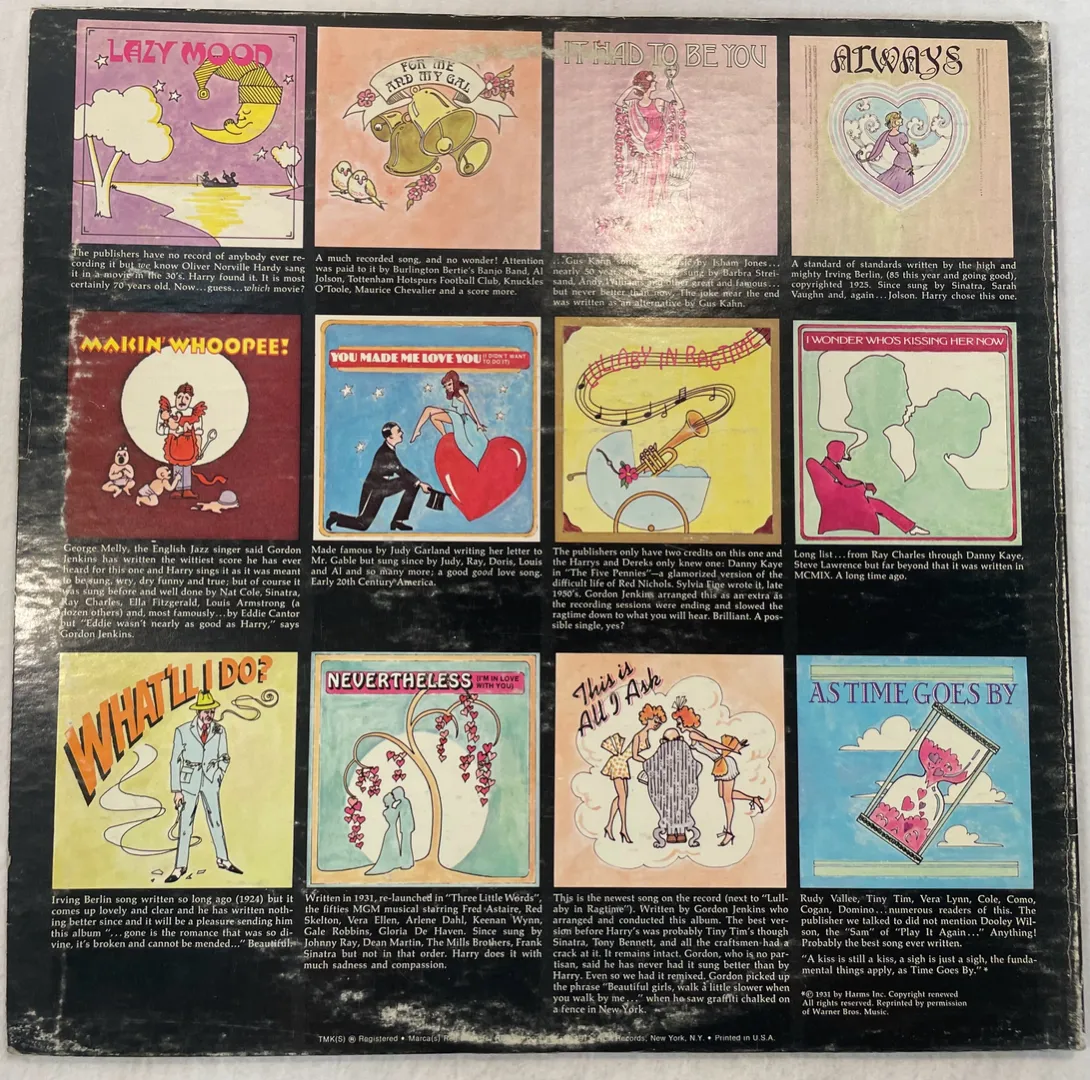 LAZY MOOD
The publishers have no record of anybody ever re-
cording it but we know Oliver Norville Hardy sang
it in a movie in the 30's. Harry found it. It is most
certainly 70 years old. Now...guess...which movie?
FOR ME
AND MY GAL
A much recorded song, and no wonder! Attention
was paid to it by Burlington Bertie's Banjo Band, Al
Jolson, Tottenham Hotspurs Football Club, Knuckles
O'Toole, Maurice Chevalier and a score more.
IT HAD TO BE YOU
...Gus Kahn by Isham Jones...
nearly 50 sung by Barbra Strei-
sand, Andy Williams and other great and famous...
but never better than now. The joke near the end
was written as an alternative by Gus Kahn.
ALWAYS
A standard of standards written by the high and
mighty Irving Berlin, (85 this year and going good),
copyrighted 1925. Since sung by Sinatra, Sarah
Vaughn and, again...Jolson. Harry chose this one.
MAKIN' WHOOPEE!
George Melly, the English Jazz singer said Gordon
Jenkins has written the wittiest score he has ever
heard for this one and Harry sings it as it was meant
to be sung, wry, dry funny and true; but of course it
was sung before and well done by Nat Cole, Sinatra,
Ray Charles, Ella Fitzgerald, Louis Armstrong (a
dozen others) and, most famously...by Eddie Cantor
but "Eddie wasn't nearly as good as Harry," says
Gordon Jenkins.
YOU MADE ME LOVE YOU (I DIDN'T WANT
TO DO IT)
Made famous by Judy Garland writing her letter to
Mr. Gable but sung since by Judy, Ray, Doris, Louis
and Al and so many more; a good good love song.
Early 20th Century America.
LULLABY IN RAGTIME
The publishers only have two credits on this one and
the Harrys and Dereks only knew one: Danny Kaye
in "The Five Pennies"—a glamorized version of the
difficult life of Red Nichols. Sylvia Fine wrote it, late
1950's. Gordon Jenkins arranged this as an extra as
the recording sessions were ending and slowed the
ragtime down to what you will hear. Brilliant. A pos-
sible single, yes?
I WONDER WHO'S KISSING HER NOW
Long list...from Ray Charles through Danny Kaye,
Steve Lawrence but far beyond that it was written in
MCMIX. A long time ago.
WHAT'LL I DO?
Irving Berlin song written so long ago (1924) but it
comes up lovely and clear and he has written noth-
ing better since and it will be a pleasure sending him
this album "...gone is the romance that was so di-
vine, it's broken and cannot be mended..." Beautiful.
NEVERTHELESS (I'M IN LOVE
WITH YOU)
Written in 1931, re-launched in "Three Little Words",
the fifties MGM musical starring Fred Astaire, Red
Skelton, Vera Ellen, Arlene Dahl, Keenan Wynn,
Gale Robbins, Gloria De Haven. Since sung by
Johnny Ray, Dean Martin, The Mills Brothers, Frank
Sinatra but not in that order. Harry does it with
much sadness and compassion.
This is
All I Ask
This is the newest song on the record (next to "Lull-
aby in Ragtime"). Written by Gordon Jenkins who
arranged and conducted this album. The best ver-
sion before Harry's was probably Tiny Tim's though
Sinatra, Tony Bennett, and all the craftsmen had a
crack at it. It remains intact. Gordon, who is no par-
tisan, said he has never had it sung better than by
Harry. Even so we had it remixed. Gordon picked up
the phrase "Beautiful girls, walk a little slower when
you walk by me..." when he saw graffiti chalked on
a fence in New York.
AS TIME GOES BY
Rudy Vallee, Tiny Tim, Vera Lynn, Cole, Como,
Cogan, Domino...numerous readers of this. The
publisher we talked to did not mention Dooley Wil-
son, the "Sam" of "Play It Again..." Anything!
Probably the best song ever written.
"A kiss is still a kiss, a sigh is just a sigh, the funda-
mental things apply, as Time Goes By."*
*© 1931 by Harms Inc. Copyright renewed
All rights reserved. Reprinted by permission
of Warner Bros. Music.
TMK(S) ® Registered • Marca(s) Records, New York, N.Y. • Printed in U.S.A.